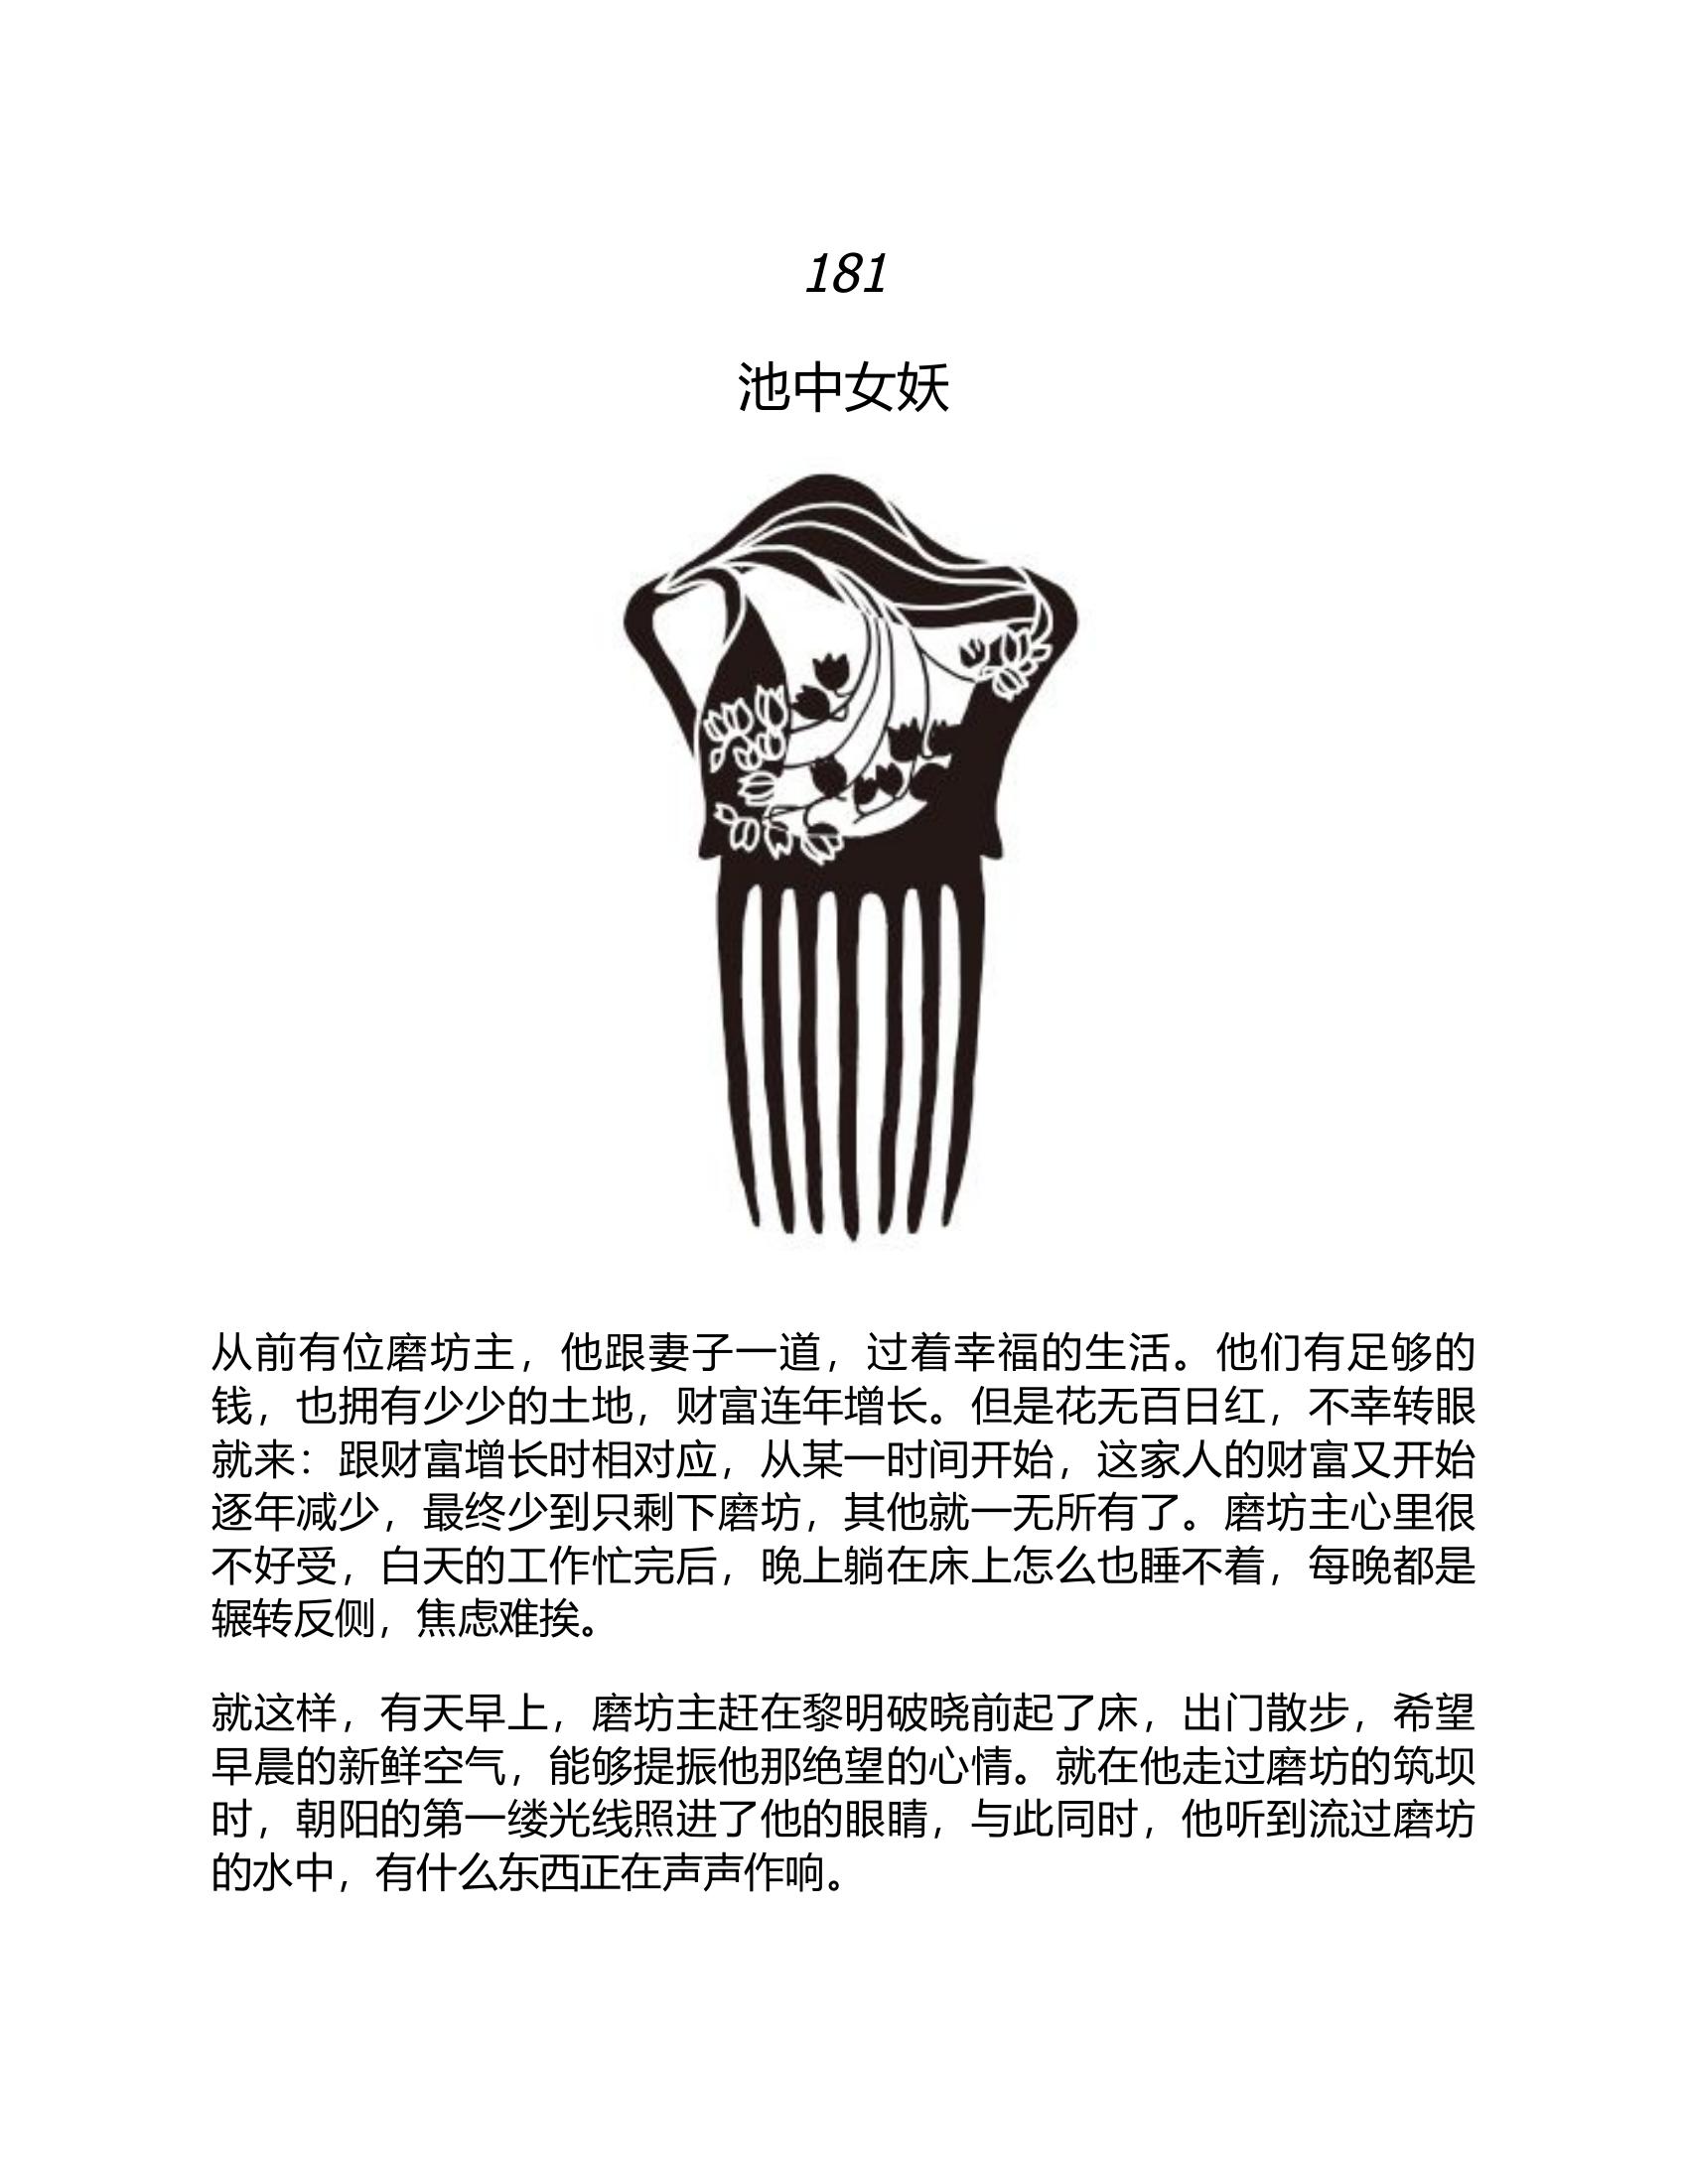 181
池中女妖
从前有位磨坊主，他跟妻子一道，过着幸福的生活。他们有足够的
钱，也拥有少少的土地，财富连年增长。但是花无百日红，不幸转眼
就来：跟财富增长时相对应，从某一时间开始，这家人的财富又开始
逐年减少，最终少到只剩下磨坊，其他就一无所有了。磨坊主心里很
不好受，白天的工作忙完后，晚上躺在床上怎么也睡不着，每晚都是
辗转反侧，焦虑难挨。
就这样，有天早上，磨坊主赶在黎明破晓前起了床，出门散步，希望
早晨的新鲜空气，能够提振他那绝望的心情。就在他走过磨坊的筑坝
时，朝阳的第一缕光线照进了他的眼睛，与此同时，他听到流过磨坊
的水中，有什么东西正在声声作响。